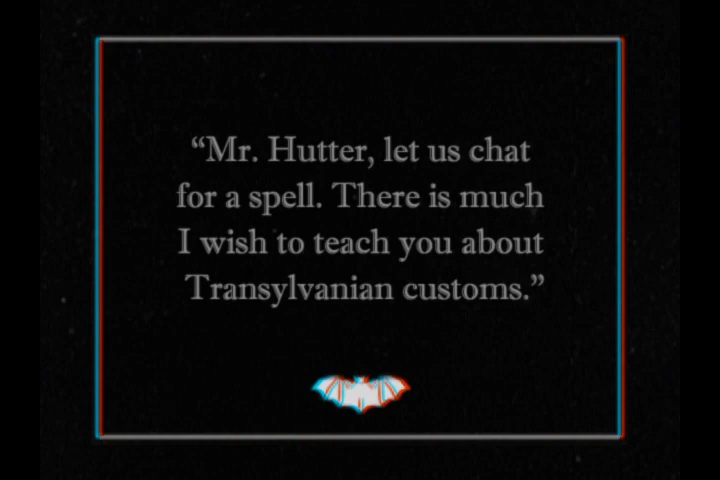 “Mr. Hutter, let us chat
for a spell. There is much
I wish to teach you about
Transylvanian customs.”